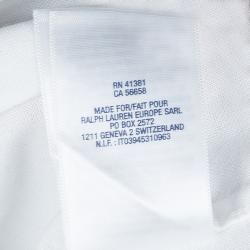 RN 41381
CA 56658
MADE FOR/FAIT POUR
RALPH LAUREN EUROPE SARL
PO BOX 2572
1211 GENEVA 2 SWITZERLAND
N.I.F. : IT03945310963